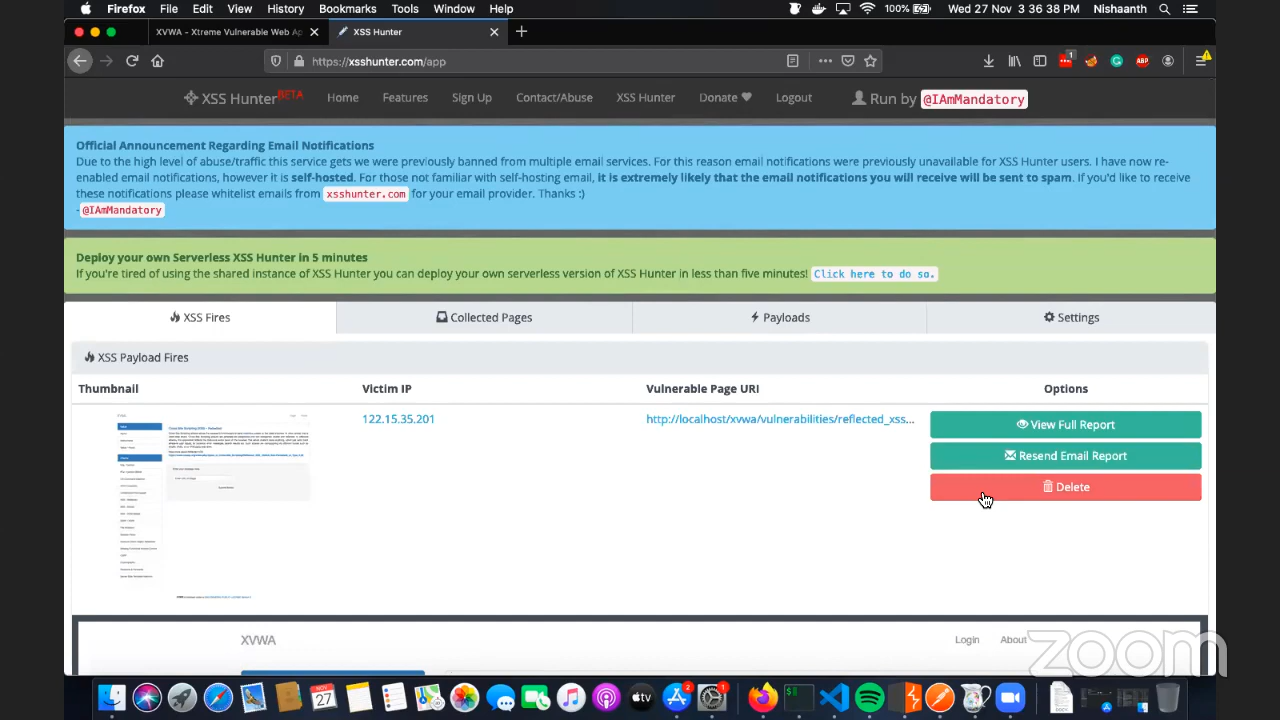 Firefox File Edit View History Bookmarks Tools Window Help 100% Wed 27 Nov 3 36 38 PM Nishaanth
XVWA - Xtreme Vulnerable Web Ap XSS Hunter
https://xsshunter.com/app
XSS Hunter BETA Home Features Sign Up Contact/Abuse XSS Hunter Donate Logout Run by @IAmMandatory
Official Announcement Regarding Email Notifications
Due to the high level of abuse/traffic this service gets we were previously banned from multiple email services. For this reason email notifications were previously unavailable for XSS Hunter users. I have now re-
enabled email notifications, however it is self-hosted. For those not familiar with self-hosting email, it is extremely likely that the email notifications you will receive will be sent to spam. If you'd like to receive
these notifications please whitelist emails from xsshunter.com for your email provider. Thanks :)
-@IAmMandatory
Deploy your own Serverless XSS Hunter in 5 minutes
If you're tired of using the shared instance of XSS Hunter you can deploy your own serverless version of XSS Hunter in less than five minutes! Click here to do so.
XSS Fires Collected Pages Payloads Settings
XSS Payload Fires
Thumbnail Victim IP Vulnerable Page URI Options
122.15.35.201 http://localhost/xvwa/vulnerabilities/reflected_xss... View Full Report
Resend Email Report
Delete
XVWA Login About
zoom